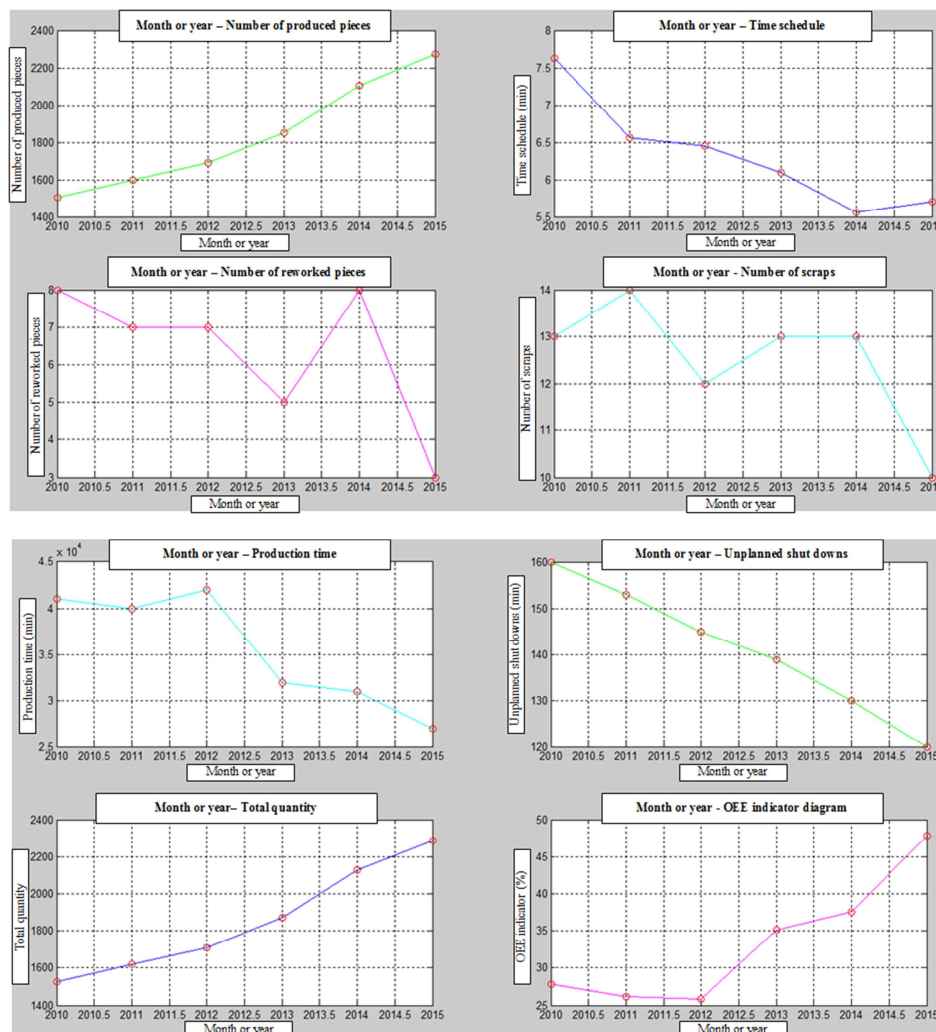 Month or year – Number of produced pieces
Number of produced pieces
2400
2200
2000
1800
1600
1400
2010 2010.5 2011 2011.5 2012 2012.5 2013 2013.5 2014 2014.5 2015
Month or year
Month or year – Time schedule
Time schedule (min)
8
7.5
7
6.5
6
5.5
2010 2010.5 2011 2011.5 2012 2012.5 2013 2013.5 2014 2014.5 2015
Month or year
Month or year – Number of reworked pieces
Number of reworked pieces
8
7
6
5
4
3
2010 2010.5 2011 2011.5 2012 2012.5 2013 2013.5 2014 2014.5 2015
Month or year
Month or year - Number of scraps
Number of scraps
14
13
12
11
10
2010 2010.5 2011 2011.5 2012 2012.5 2013 2013.5 2014 2014.5 2015
Month or year
Month or year – Production time
Production time (min)
x 10^4
4.5
4
3.5
3
2.5
2010 2010.5 2011 2011.5 2012 2012.5 2013 2013.5 2014 2014.5 2015
Month or year
Month or year – Unplanned shut downs
Unplanned shut downs (min)
160
150
140
130
120
2010 2010.5 2011 2011.5 2012 2012.5 2013 2013.5 2014 2014.5 2015
Month or year
Month or year– Total quantity
Total quantity
2400
2200
2000
1800
1600
1400
2010 2010.5 2011 2011.5 2012 2012.5 2013 2013.5 2014 2014.5 2015
Month or year
Month or year - OEE indicator diagram
OEE indicator (%)
50
45
40
35
30
25
2010 2010.5 2011 2011.5 2012 2012.5 2013 2013.5 2014 2014.5 2015
Month or year